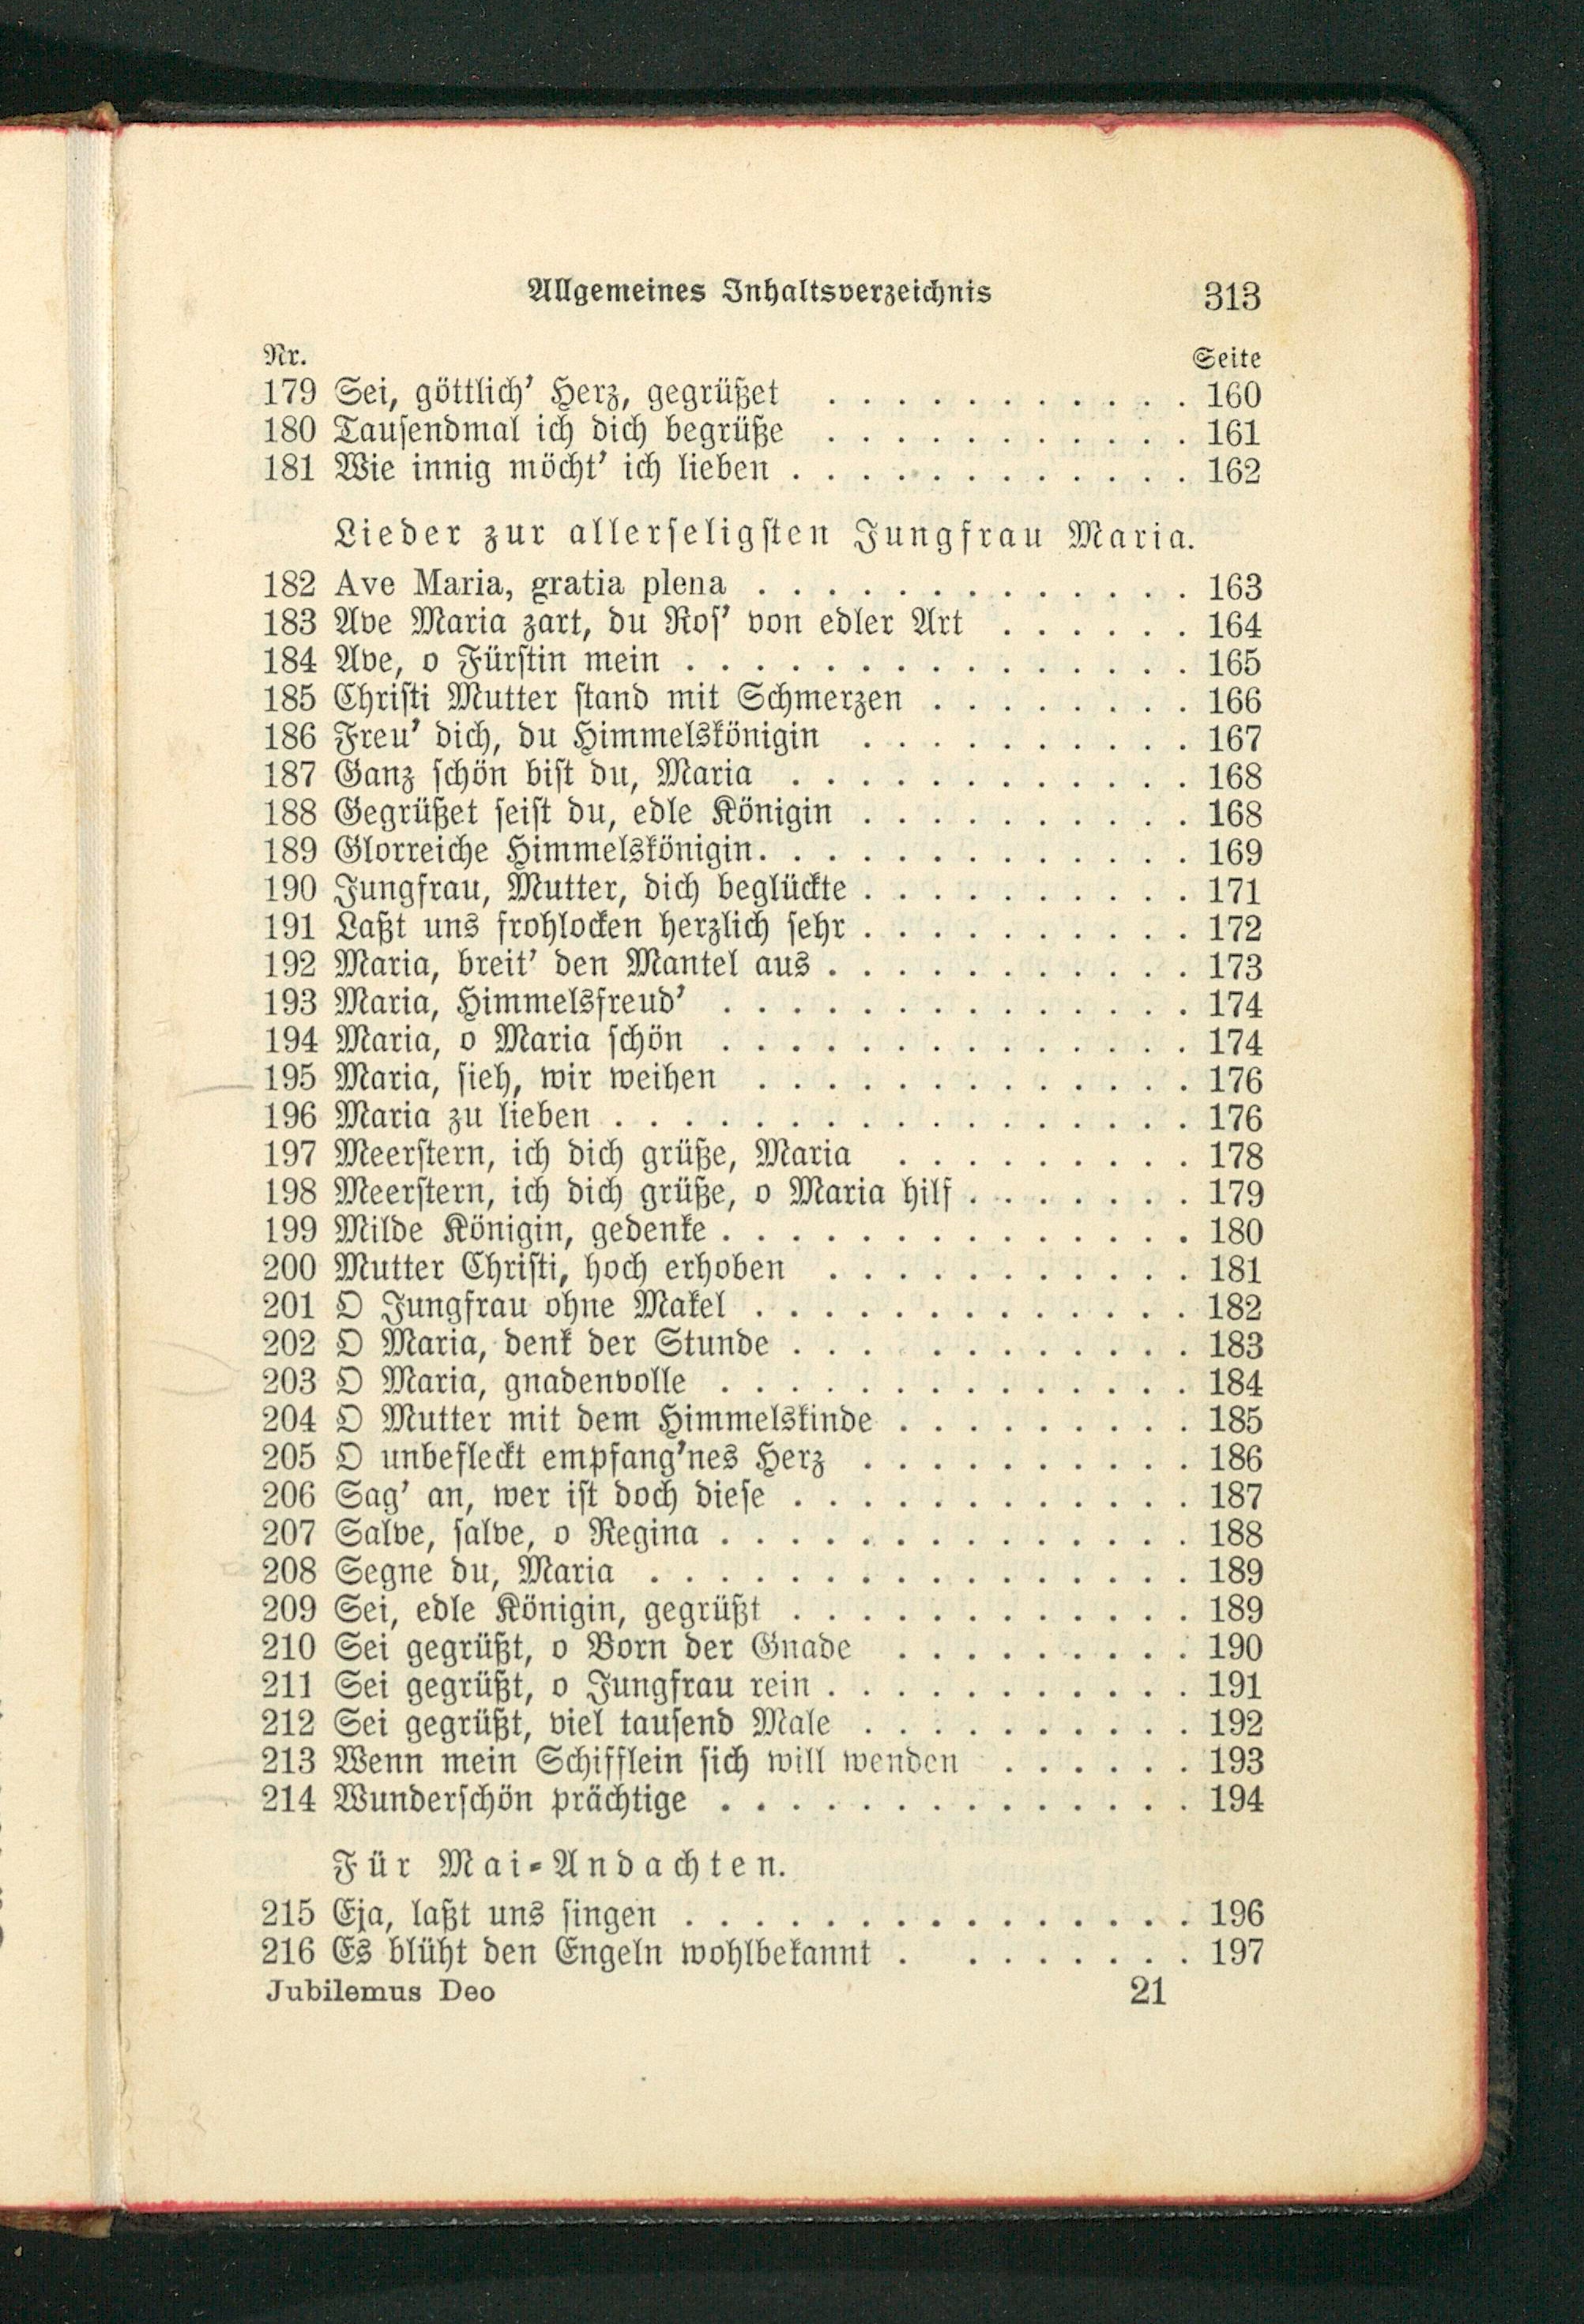 Allgemeines Inhaltsverzeichnis 313
Nr. Seite
179 Sei, göttlich' Herz, gegrüßet . . . . . . . . . . . 160
180 Tausendmal ich dich begrüße . . . . . . . . . . . 161
181 Wie innig möcht' ich lieben . . . . . . . . . . . . 162
Lieder zur allerseligsten Jungfrau Maria.
182 Ave Maria, gratia plena . . . . . . . . . . . . . 163
183 Ave Maria zart, du Ros' von edler Art . . . . . . 164
184 Ave, o Fürstin mein . . . . . . . . . . . . . . . 165
185 Christi Mutter stand mit Schmerzen . . . . . . . . 166
186 Freu' dich, du Himmelskönigin . . . . . . . . . . 167
187 Ganz schön bist du, Maria . . . . . . . . . . . . 168
188 Gegrüßet seist du, edle Königin . . . . . . . . . . 168
189 Glorreiche Himmelskönigin. . . . . . . . . . . . . 169
190 Jungfrau, Mutter, dich beglückte . . . . . . . . . . 171
191 Laßt uns frohlocken herzlich sehr . . . . . . . . . . 172
192 Maria, breit' den Mantel aus . . . . . . . . . . . 173
193 Maria, Himmelsfreud' . . . . . . . . . . . . . . 174
194 Maria, o Maria schön . . . . . . . . . . . . . . 174
195 Maria, sieh, wir weihen . . . . . . . . . . . . . 176
196 Maria zu lieben . . . . . . . . . . . . . . . . . 176
197 Meerstern, ich dich grüße, Maria . . . . . . . . . 178
198 Meerstern, ich dich grüße, o Maria hilf . . . . . . . 179
199 Milde Königin, gedenke . . . . . . . . . . . . . . 180
200 Mutter Christi, hoch erhoben . . . . . . . . . . . 181
201 O Jungfrau ohne Makel . . . . . . . . . . . . . 182
202 O Maria, denk der Stunde . . . . . . . . . . . . 183
203 O Maria, gnadenvolle . . . . . . . . . . . . . . 184
204 O Mutter mit dem Himmelskinde . . . . . . . . . 185
205 O unbefleckt empfang'nes Herz . . . . . . . . . . 186
206 Sag' an, wer ist doch diese . . . . . . . . . . . . 187
207 Salve, salve, o Regina . . . . . . . . . . . . . . 188
208 Segne du, Maria . . . . . . . . . . . . . . . . 189
209 Sei, edle Königin, gegrüßt . . . . . . . . . . . . 189
210 Sei gegrüßt, o Born der Gnade . . . . . . . . . 190
211 Sei gegrüßt, o Jungfrau rein . . . . . . . . . . . 191
212 Sei gegrüßt, viel tausend Male . . . . . . . . . . 192
213 Wenn mein Schifflein sich will wenden . . . . . . 193
214 Wunderschön prächtige . . . . . . . . . . . . . . 194
Für Mai-Andachten.
215 Eja, laßt uns singen . . . . . . . . . . . . . . . 196
216 Es blüht den Engeln wohlbekannt . . . . . . . . 197
Jubilemus Deo 21